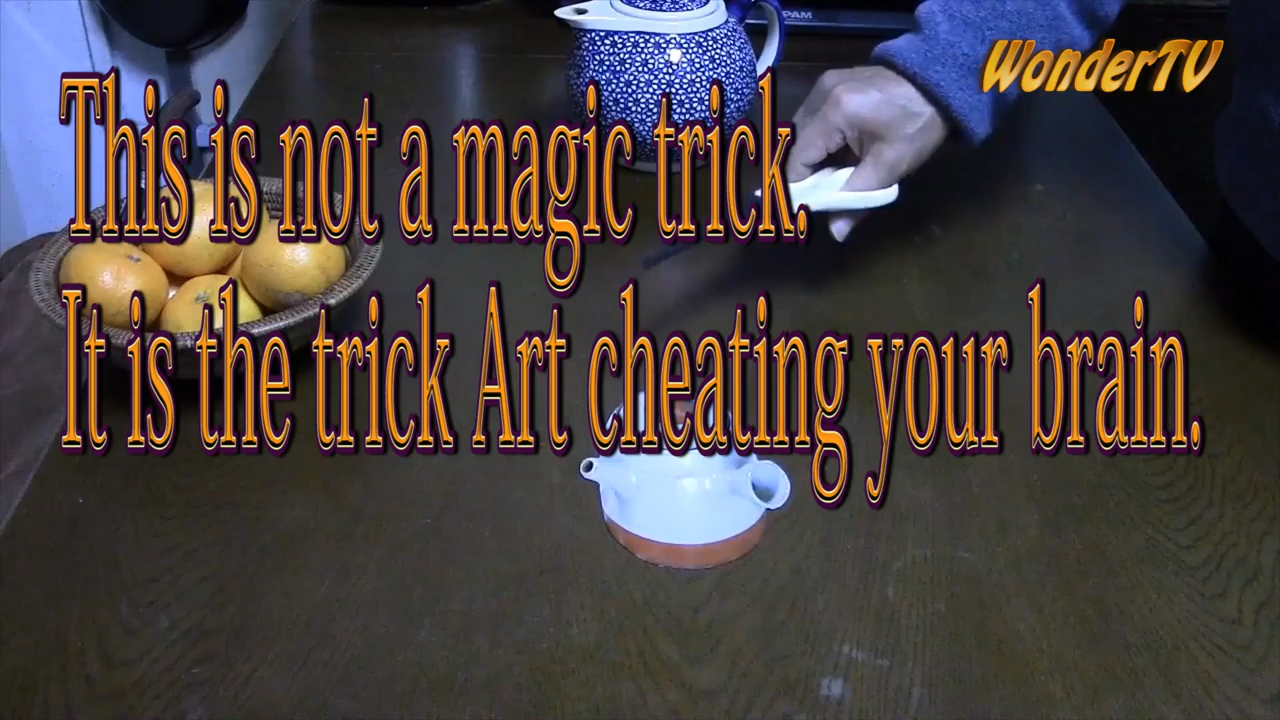 WonderTV
This is not a magic trick.
It is the trick Art cheating your brain.